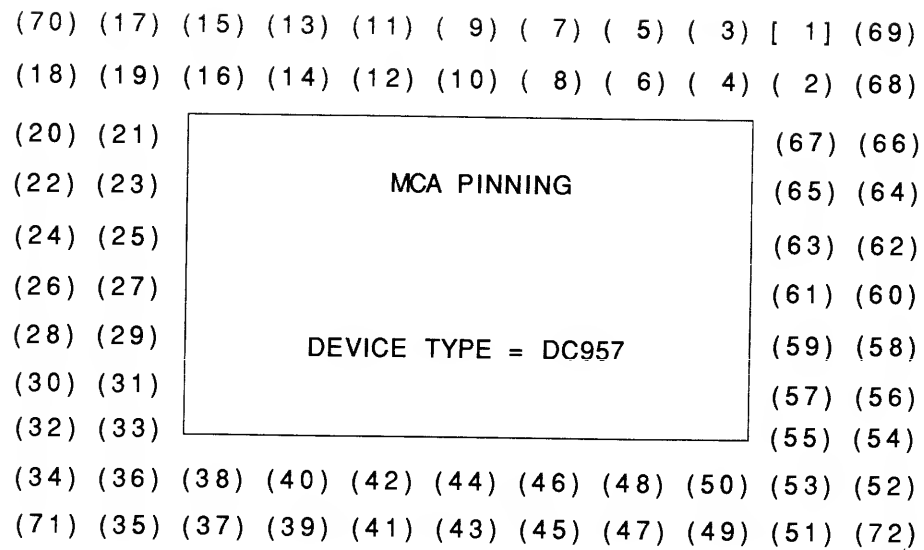 (70) (17) (15) (13) (11) ( 9) ( 7) ( 5) ( 3) [ 1] (69)
(18) (19) (16) (14) (12) (10) ( 8) ( 6) ( 4) ( 2) (68)
(20) (21) (67) (66)
(22) (23) MCA PINNING (65) (64)
(24) (25) (63) (62)
(26) (27) (61) (60)
(28) (29) DEVICE TYPE = DC957 (59) (58)
(30) (31) (57) (56)
(32) (33) (55) (54)
(34) (36) (38) (40) (42) (44) (46) (48) (50) (53) (52)
(71) (35) (37) (39) (41) (43) (45) (47) (49) (51) (72)